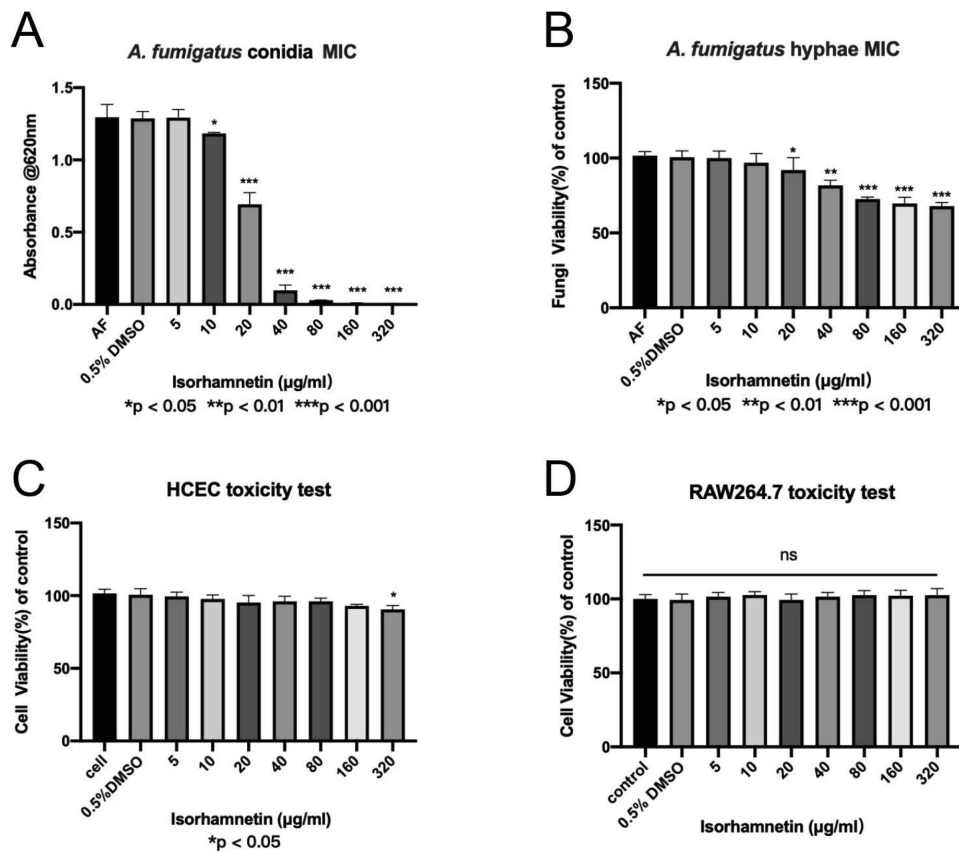 A
A. fumigatus conidia MIC
Absorbance @620nm
1.5
1.0
0.5
0.0
*
***
***
***
***
***
AF
0.5% DMSO
5
10
20
40
80
160
320
Isorhamnetin (µg/ml)
*p < 0.05 **p < 0.01 ***p < 0.001
B
A. fumigatus hyphae MIC
Fungi Viability(%) of control
150
100
50
0
*
**
***
***
***
AF
0.5%DMSO
5
10
20
40
80
160
320
Isorhamnetin (µg/ml)
*p < 0.05 **p < 0.01 ***p < 0.001
C
HCEC toxicity test
Cell Viability(%) of control
150
100
50
0
*
cell
0.5%DMSO
5
10
20
40
80
160
320
Isorhamnetin (µg/ml)
*p < 0.05
D
RAW264.7 toxicity test
Cell Viability(%) of control
150
100
50
0
ns
control
0.5% DMSO
5
10
20
40
80
160
320
Isorhamnetin (µg/ml)